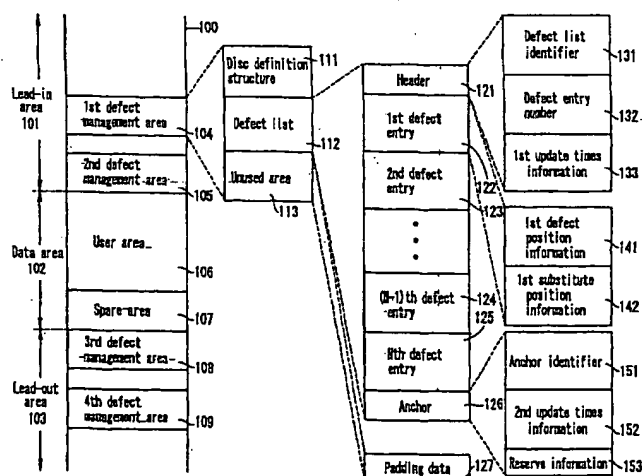 100
Lead-in area 101
1st defect management area
104
2nd defect management area
105
Data area 102
User area
106
Spare area
107
Lead-out area 103
3rd defect management area
108
4th defect management area
109
Disc definition structure
111
Defect list
112
Unused area
113
Header
121
1st defect entry
122
2nd defect entry
123
(N-1)th defect entry
124
125
Nth defect entry
Anchor
126
Padding data
127
Defect list identifier
131
Defect entry number
132
1st update times information
133
1st defect position information
141
1st substitute position information
142
Anchor identifier
151
2nd update times information
152
Reserve information
153